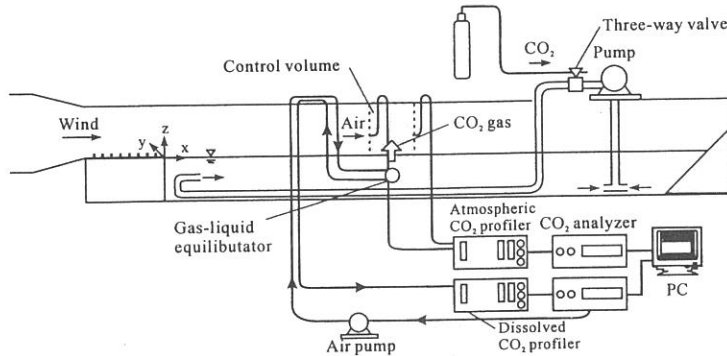 Three-way valve
CO₂
Pump
Control volume
Wind
Air
CO₂ gas
z
y
x
Gas-liquid
equilibutator
Atmospheric
CO₂ profiler
CO₂ analyzer
PC
Air pump
Dissolved
CO₂ profiler